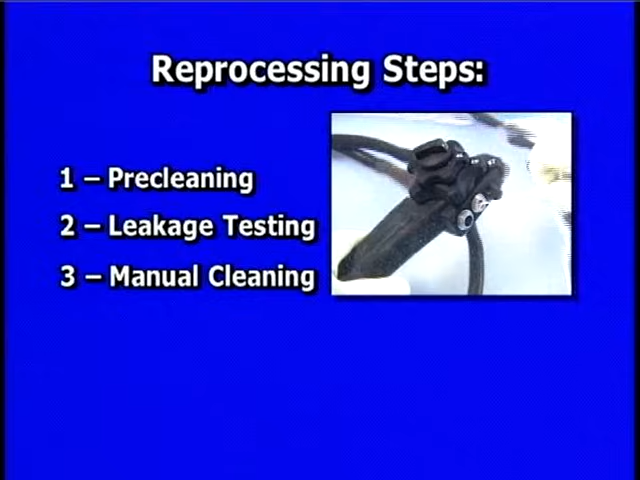 Reprocessing Steps:
1 – Precleaning
2 – Leakage Testing
3 – Manual Cleaning